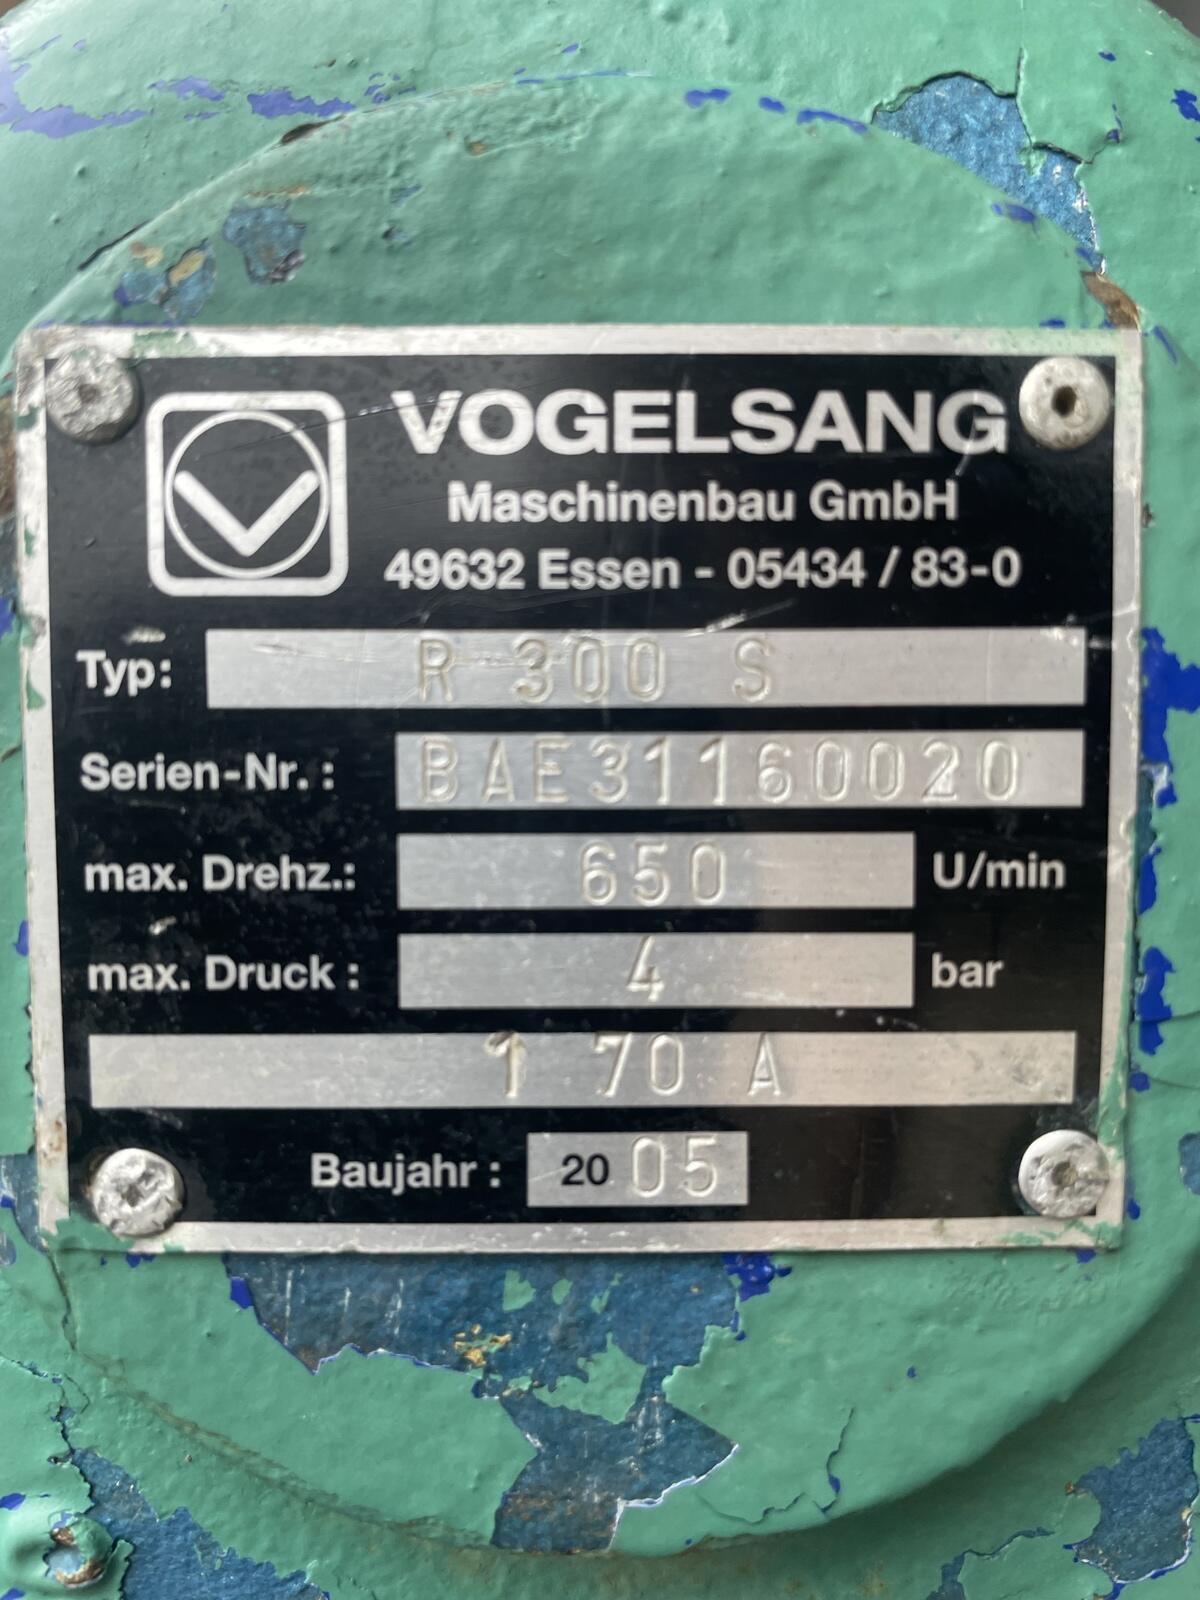 VOGELSANG
Maschinenbau GmbH
49632 Essen - 05434 / 83-0
Typ: R 300 S
Serien-Nr.: BAE31160020
max. Drehz.: 650 U/min
max. Druck: 4 bar
1 70 A
Baujahr: 2005